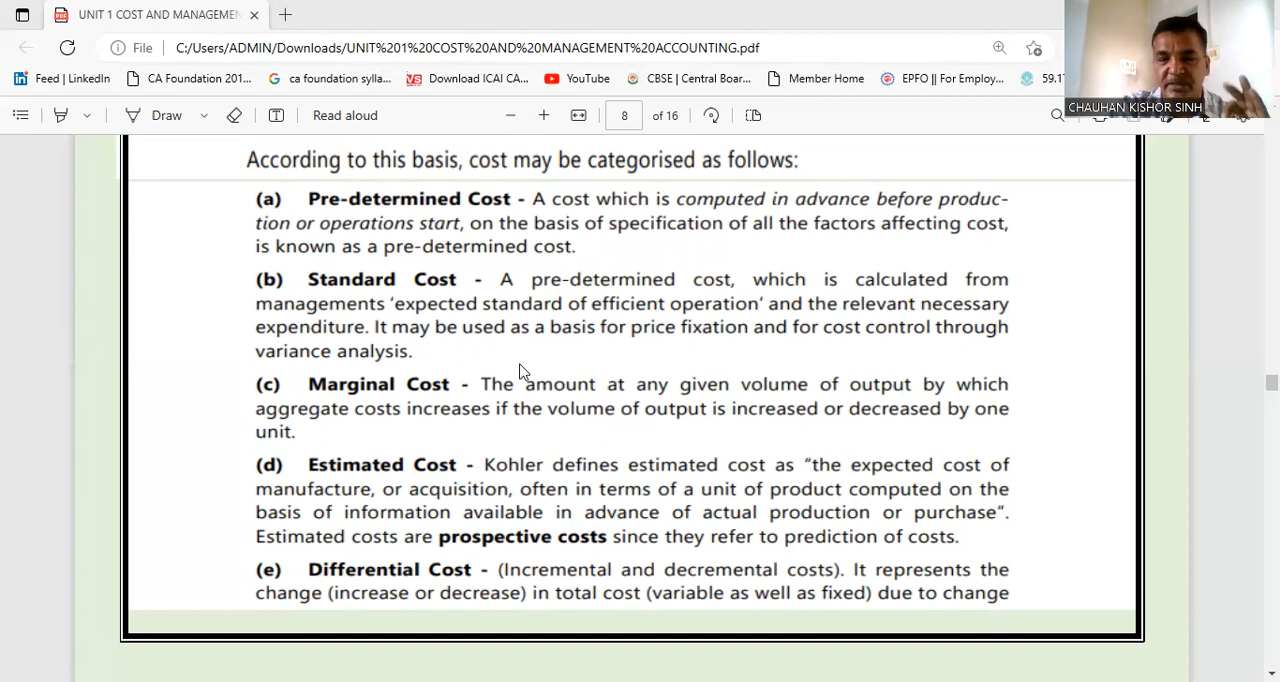 UNIT 1 COST AND MANAGEMEN
File C:/Users/ADMIN/Downloads/UNIT%201%20COST%20AND%20MANAGEMENT%20ACCOUNTING.pdf
Feed | LinkedIn CA Foundation 201... ca foundation sylla... Download ICAI CA... YouTube CBSE | Central Boar... Member Home EPFO || For Employ... 59.1
CHAUHAN KISHOR SINH
Draw Read aloud 8 of 16
According to this basis, cost may be categorised as follows:
(a) Pre-determined Cost - A cost which is computed in advance before produc-
tion or operations start, on the basis of specification of all the factors affecting cost,
is known as a pre-determined cost.
(b) Standard Cost - A pre-determined cost, which is calculated from
managements ‘expected standard of efficient operation’ and the relevant necessary
expenditure. It may be used as a basis for price fixation and for cost control through
variance analysis.
(c) Marginal Cost - The amount at any given volume of output by which
aggregate costs increases if the volume of output is increased or decreased by one
unit.
(d) Estimated Cost - Kohler defines estimated cost as “the expected cost of
manufacture, or acquisition, often in terms of a unit of product computed on the
basis of information available in advance of actual production or purchase“.
Estimated costs are prospective costs since they refer to prediction of costs.
(e) Differential Cost - (Incremental and decremental costs). It represents the
change (increase or decrease) in total cost (variable as well as fixed) due to change